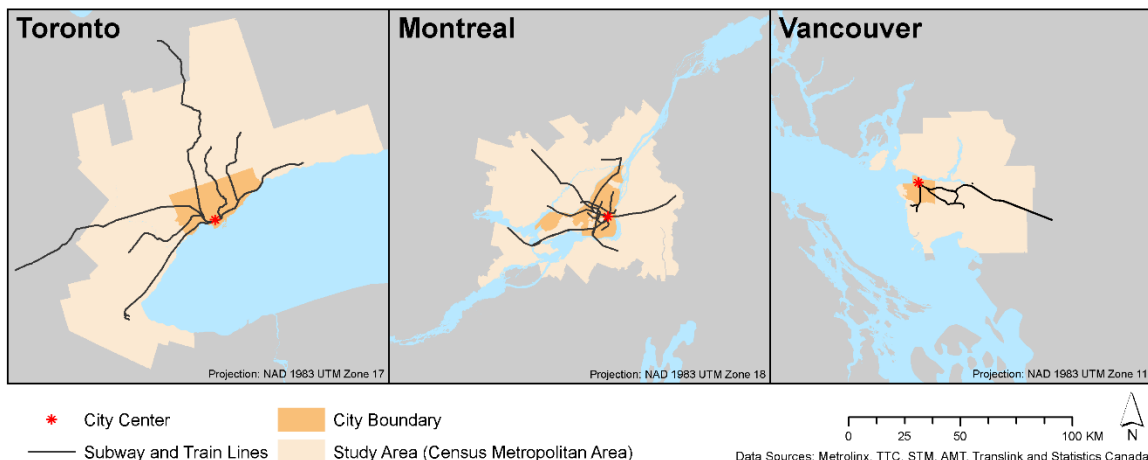 Toronto
Montreal
Vancouver
Projection: NAD 1983 UTM Zone 17
Projection: NAD 1983 UTM Zone 18
Projection: NAD 1983 UTM Zone 11
City Center
City Boundary
Subway and Train Lines
Study Area (Census Metropolitan Area)
0 25 50 100 KM
N
Data Sources: Metrolinx, TTC, STM, AMT, Translink and Statistics Canada